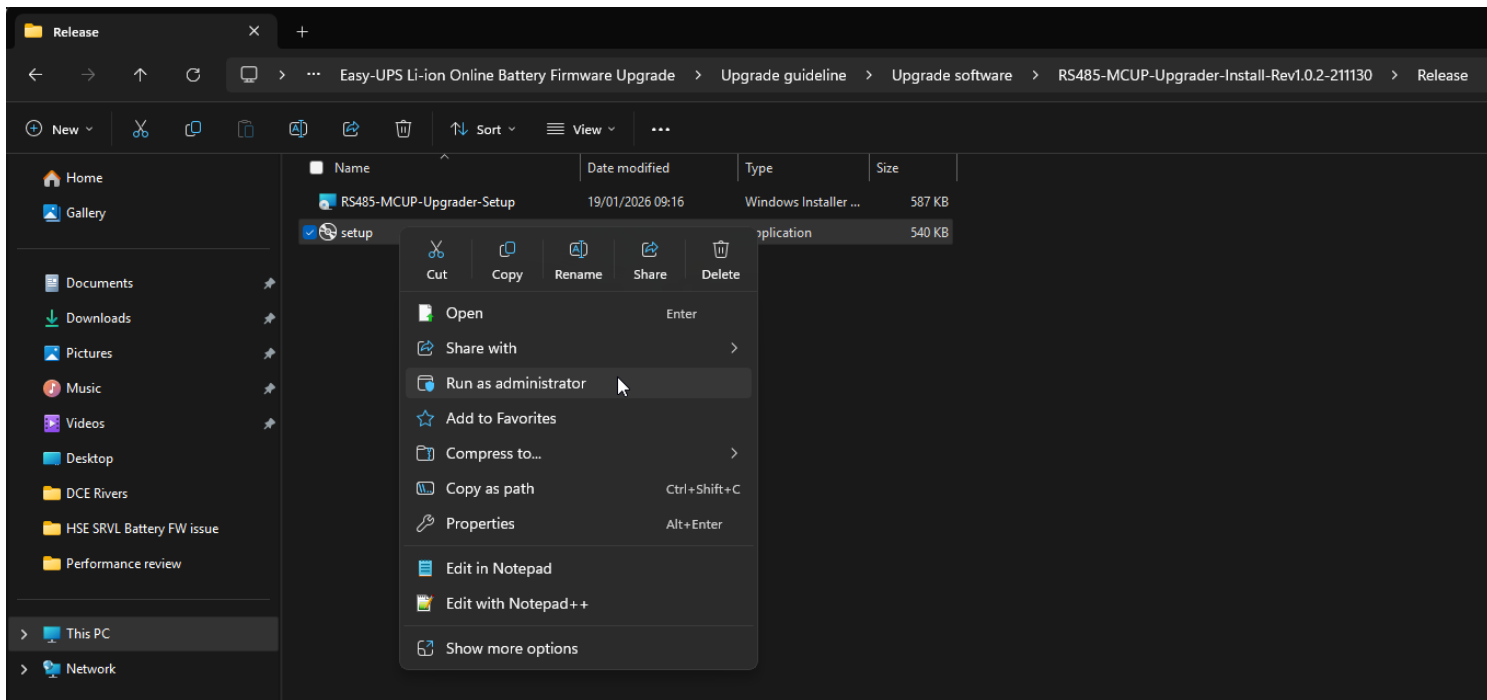 Release
Easy-UPS Li-ion Online Battery Firmware Upgrade > Upgrade guideline > Upgrade software > RS485-MCUP-Upgrader-Install-Rev1.0.2-211130 > Release
New Sort View
Name Date modified Type Size
RS485-MCUP-Upgrader-Setup 19/01/2026 09:16 Windows Installer ... 587 KB
setup pplication 540 KB
Home
Gallery
Documents
Downloads
Pictures
Music
Videos
Desktop
DCE Rivers
HSE SRVL Battery FW issue
Performance review
This PC
Network
Cut Copy Rename Share Delete
Open Enter
Share with
Run as administrator
Add to Favorites
Compress to...
Copy as path Ctrl+Shift+C
Properties Alt+Enter
Edit in Notepad
Edit with Notepad++
Show more options